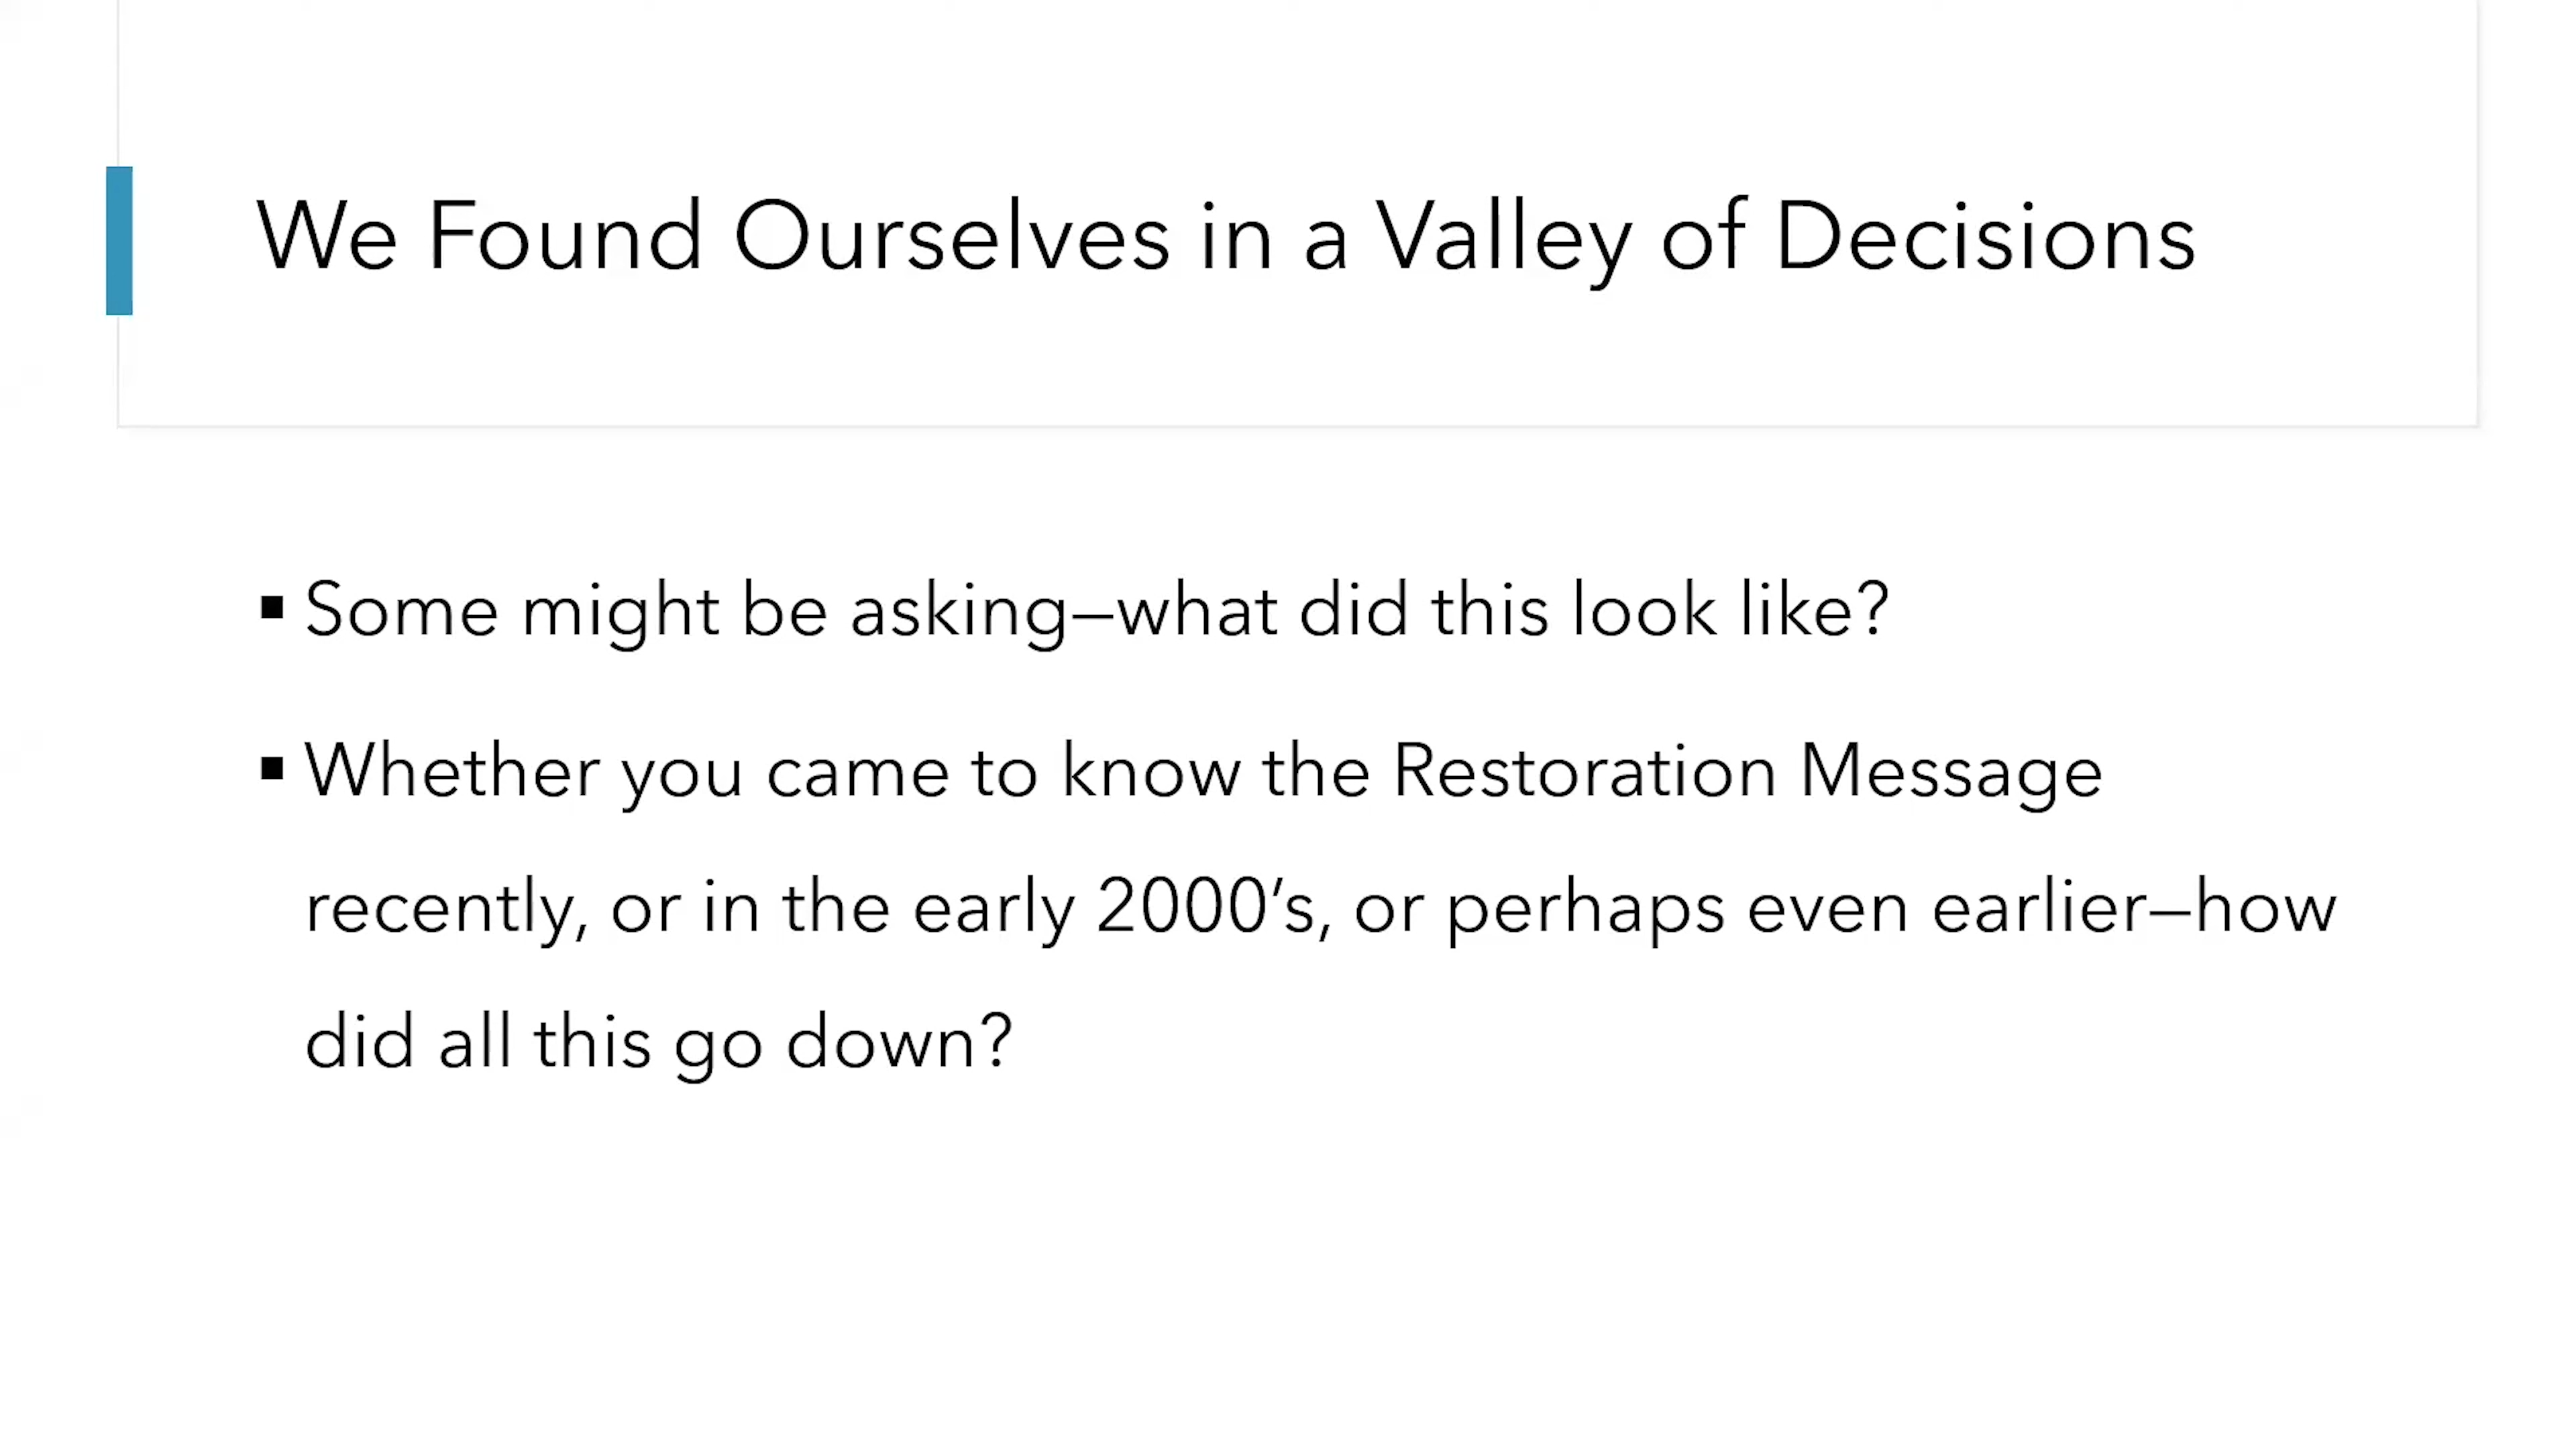 We Found Ourselves in a Valley of Decisions
▪ Some might be asking—what did this look like?
▪ Whether you came to know the Restoration Message
recently, or in the early 2000’s, or perhaps even earlier—how
did all this go down?